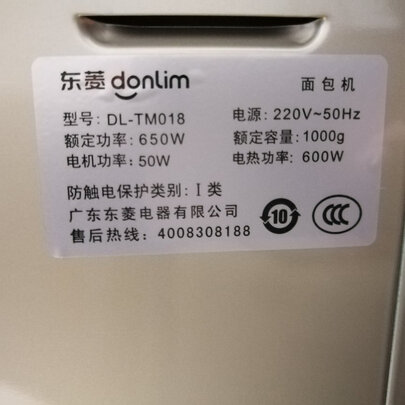 东菱 donlim 面包机
型号: DL-TM018 电源: 220V~50Hz
额定功率: 650W 额定容量: 1000g
电机功率: 50W 电热功率: 600W
防触电保护类别: I 类
广东东菱电器有限公司
售后热线: 4008308188
10
CCC